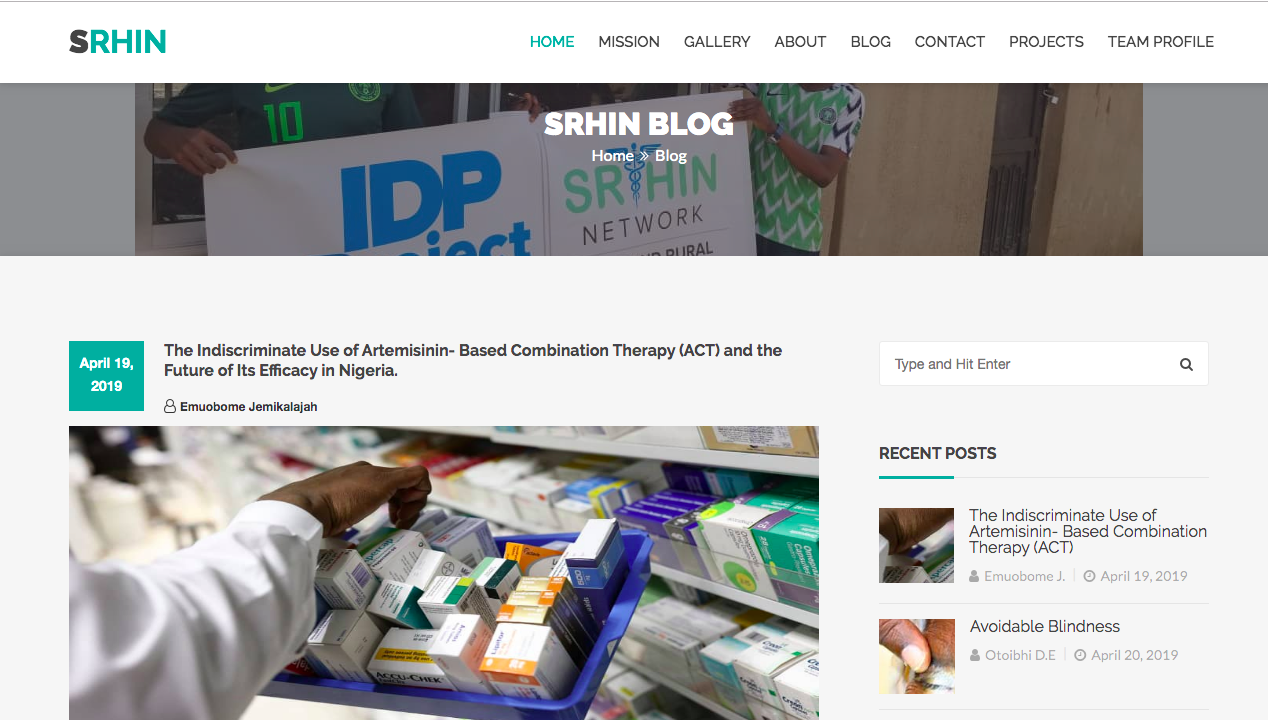 SRHIN
HOME MISSION GALLERY ABOUT BLOG CONTACT PROJECTS TEAM PROFILE
10
SRHIN BLOG
Home » Blog
IDP
Project
SRHIN
NETWORK
RURAL
April 19,
2019
The Indiscriminate Use of Artemisinin- Based Combination Therapy (ACT) and the
Future of Its Efficacy in Nigeria.
Emuobome Jemikalajah
ACCU-CHEK
Lipitor
Type and Hit Enter
RECENT POSTS
The Indiscriminate Use of
Artemisinin- Based Combination
Therapy (ACT)
Emuobome J. April 19, 2019
Avoidable Blindness
Otoibhi D.E April 20, 2019